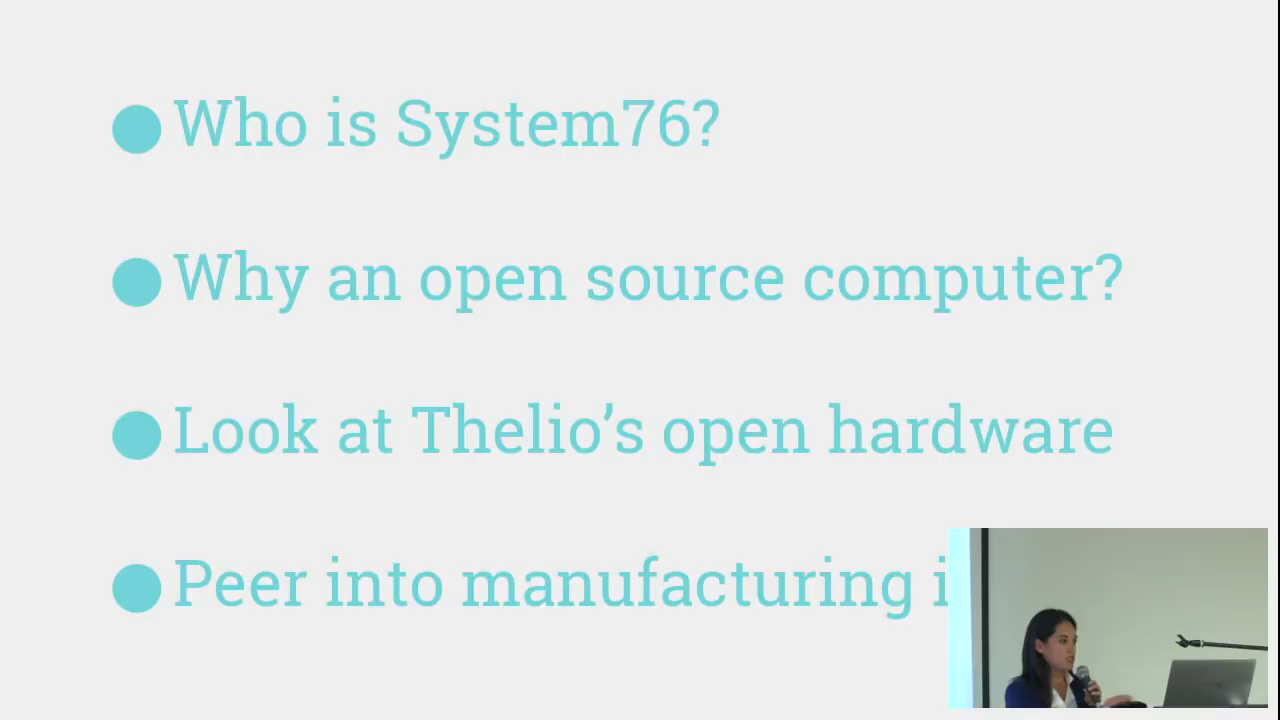 Who is System76?
Why an open source computer?
Look at Thelio’s open hardware
Peer into manufacturing